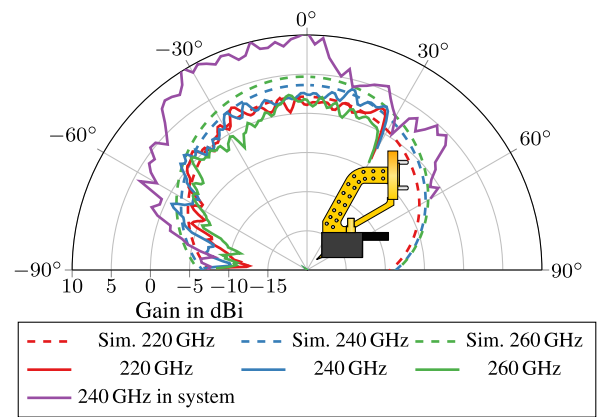 0°
−30° 30°
−60° 60°
−90° 90°
10 5 0 −5 −10 −15
Gain in dBi
Sim. 220 GHz Sim. 240 GHz Sim. 260 GHz
220 GHz 240 GHz 260 GHz
240 GHz in system